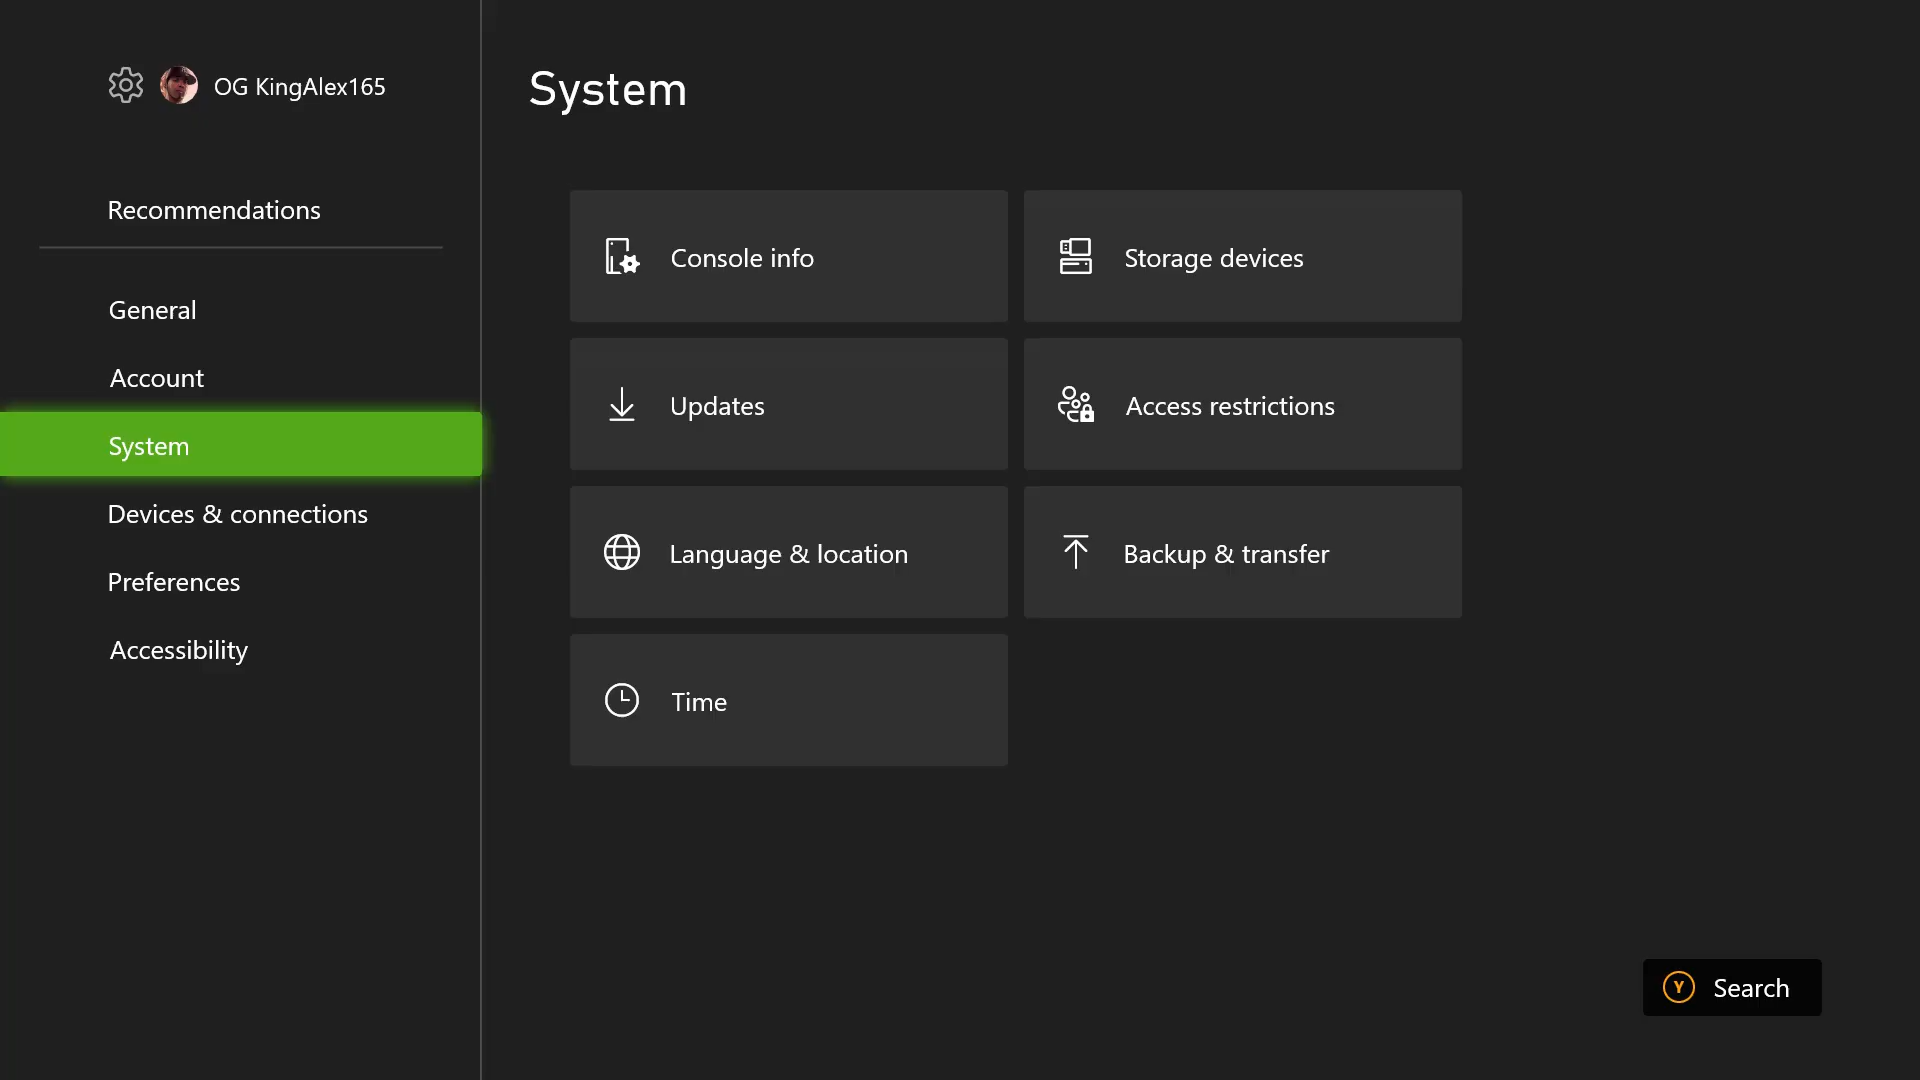 OG KingAlex165
Recommendations
General
Account
System
Devices & connections
Preferences
Accessibility
System
Console info
Storage devices
Updates
Access restrictions
Language & location
Backup & transfer
Time
Y Search